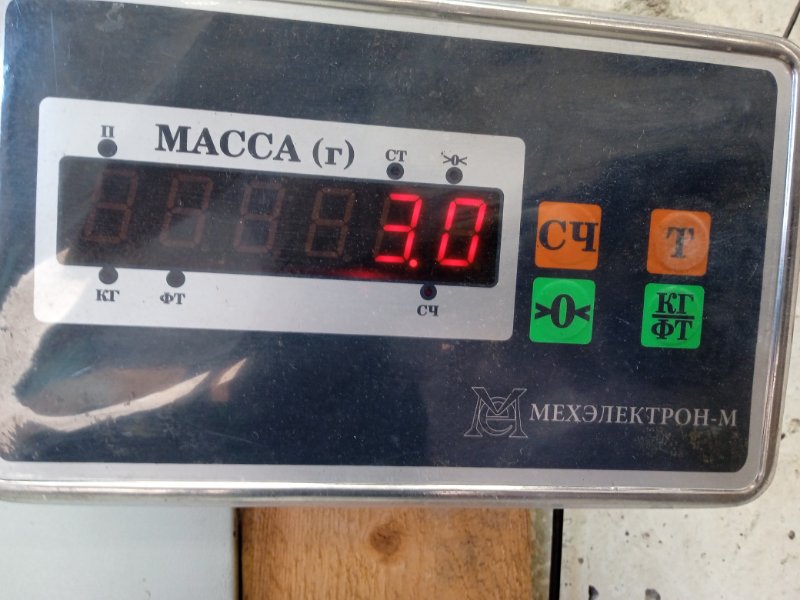 П
МАССА (г)
СТ
>0<
3.0
КГ
ФТ
СЧ
СЧ
Т
>0<
КГ
ФТ
МЕХЭЛЕКТРОН-М